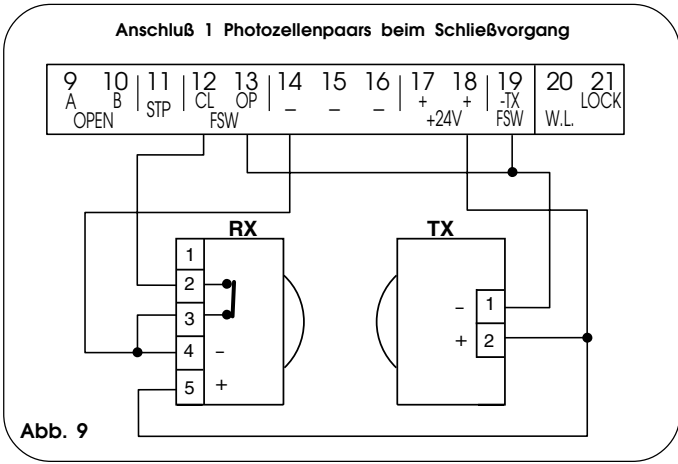 Anschluß 1 Photozellenpaars beim Schließvorgang
9 10 11 12 13 14 15 16 17 18 19 20 21
A B STP CL OP _ _ _ + + -TX W.L. LOCK
OPEN FSW +24V FSW
RX TX
1
2
3
4 –
5 +
– 1
+ 2
Abb. 9